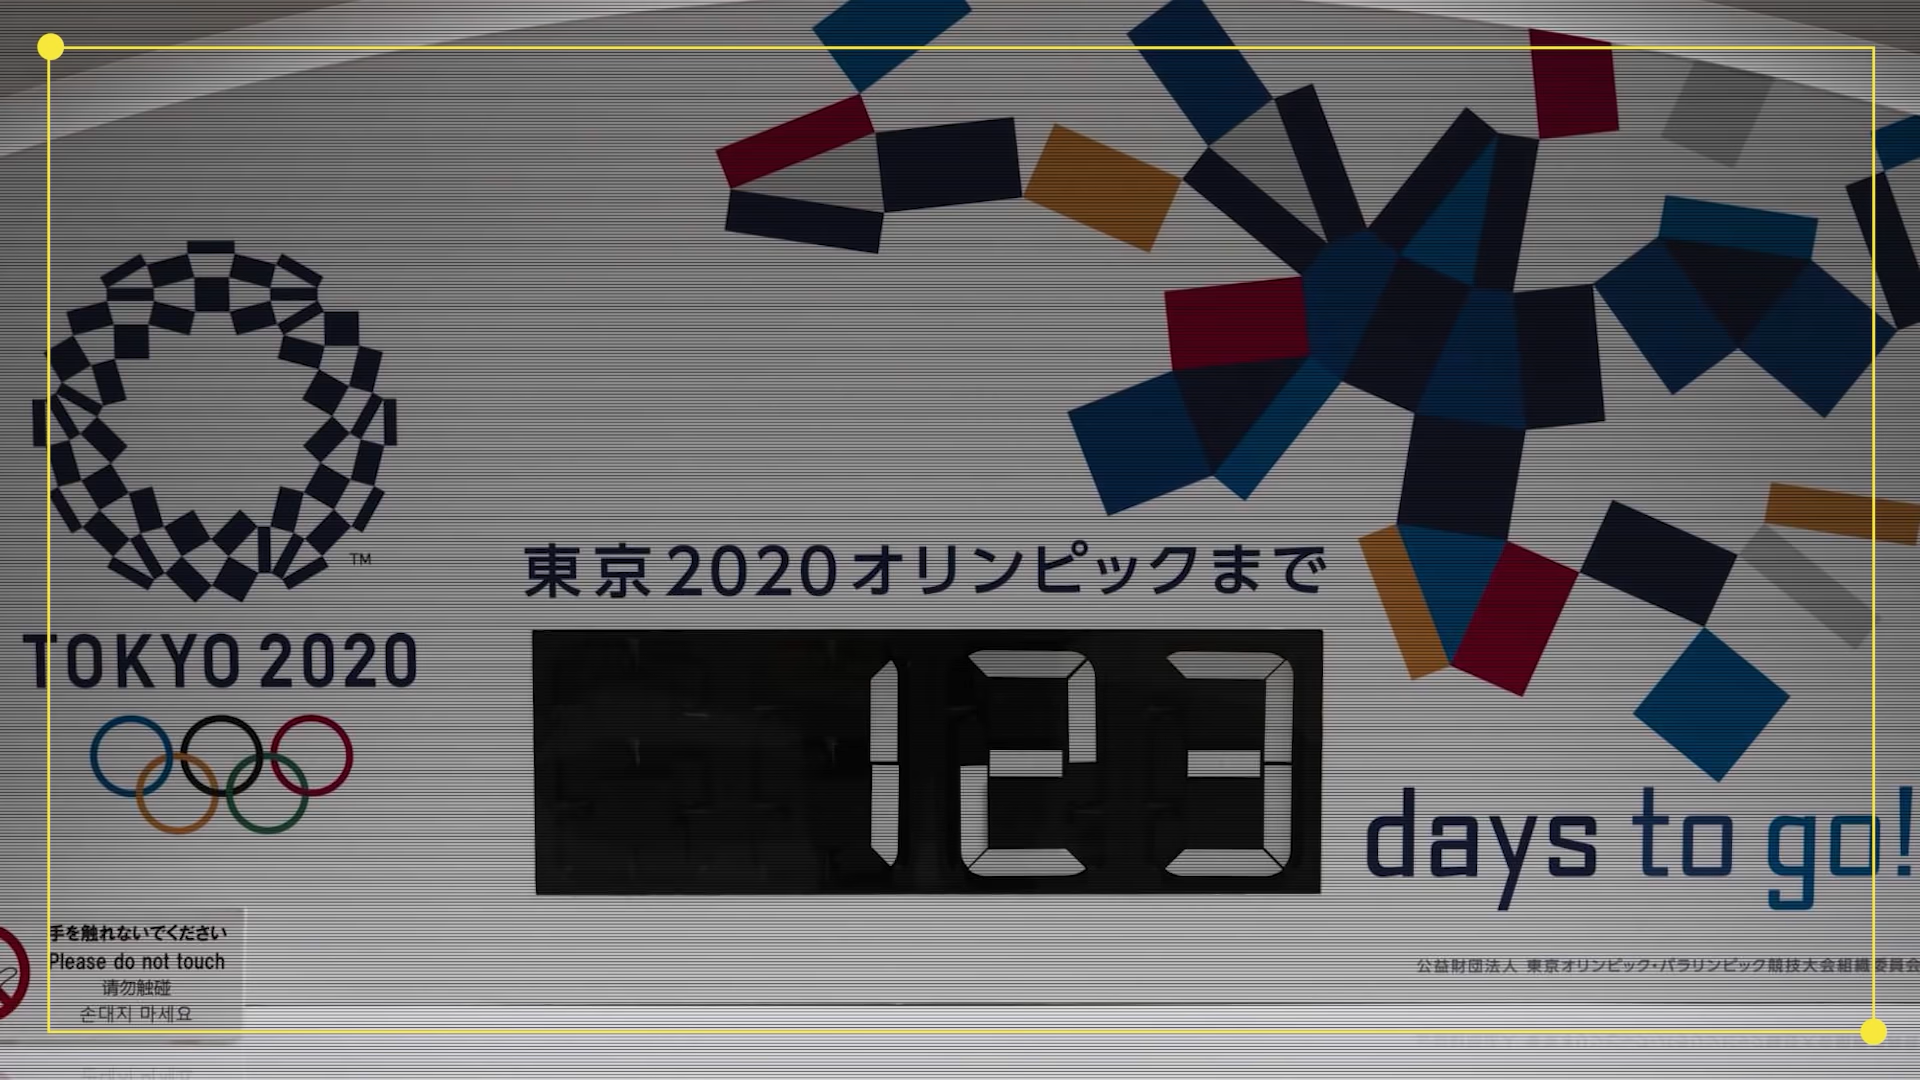 TM
TOKYO 2020
東京2020オリンピックまで
123
days to go!
手を触れないでください
Please do not touch
请勿触碰
손대지 마세요
公益財団法人 東京オリンピック・パラリンピック競技大会組織委員会